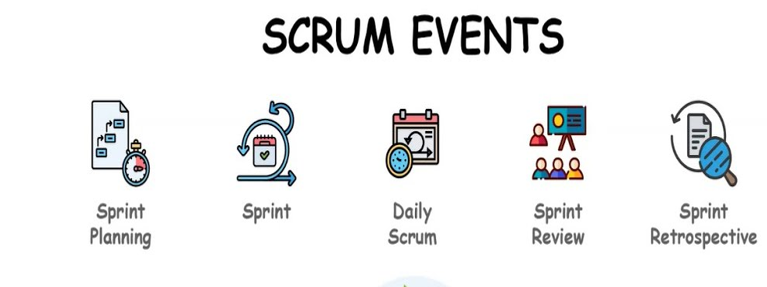 SCRUM EVENTS
Sprint Planning
Sprint
Daily Scrum
Sprint Review
Sprint Retrospective